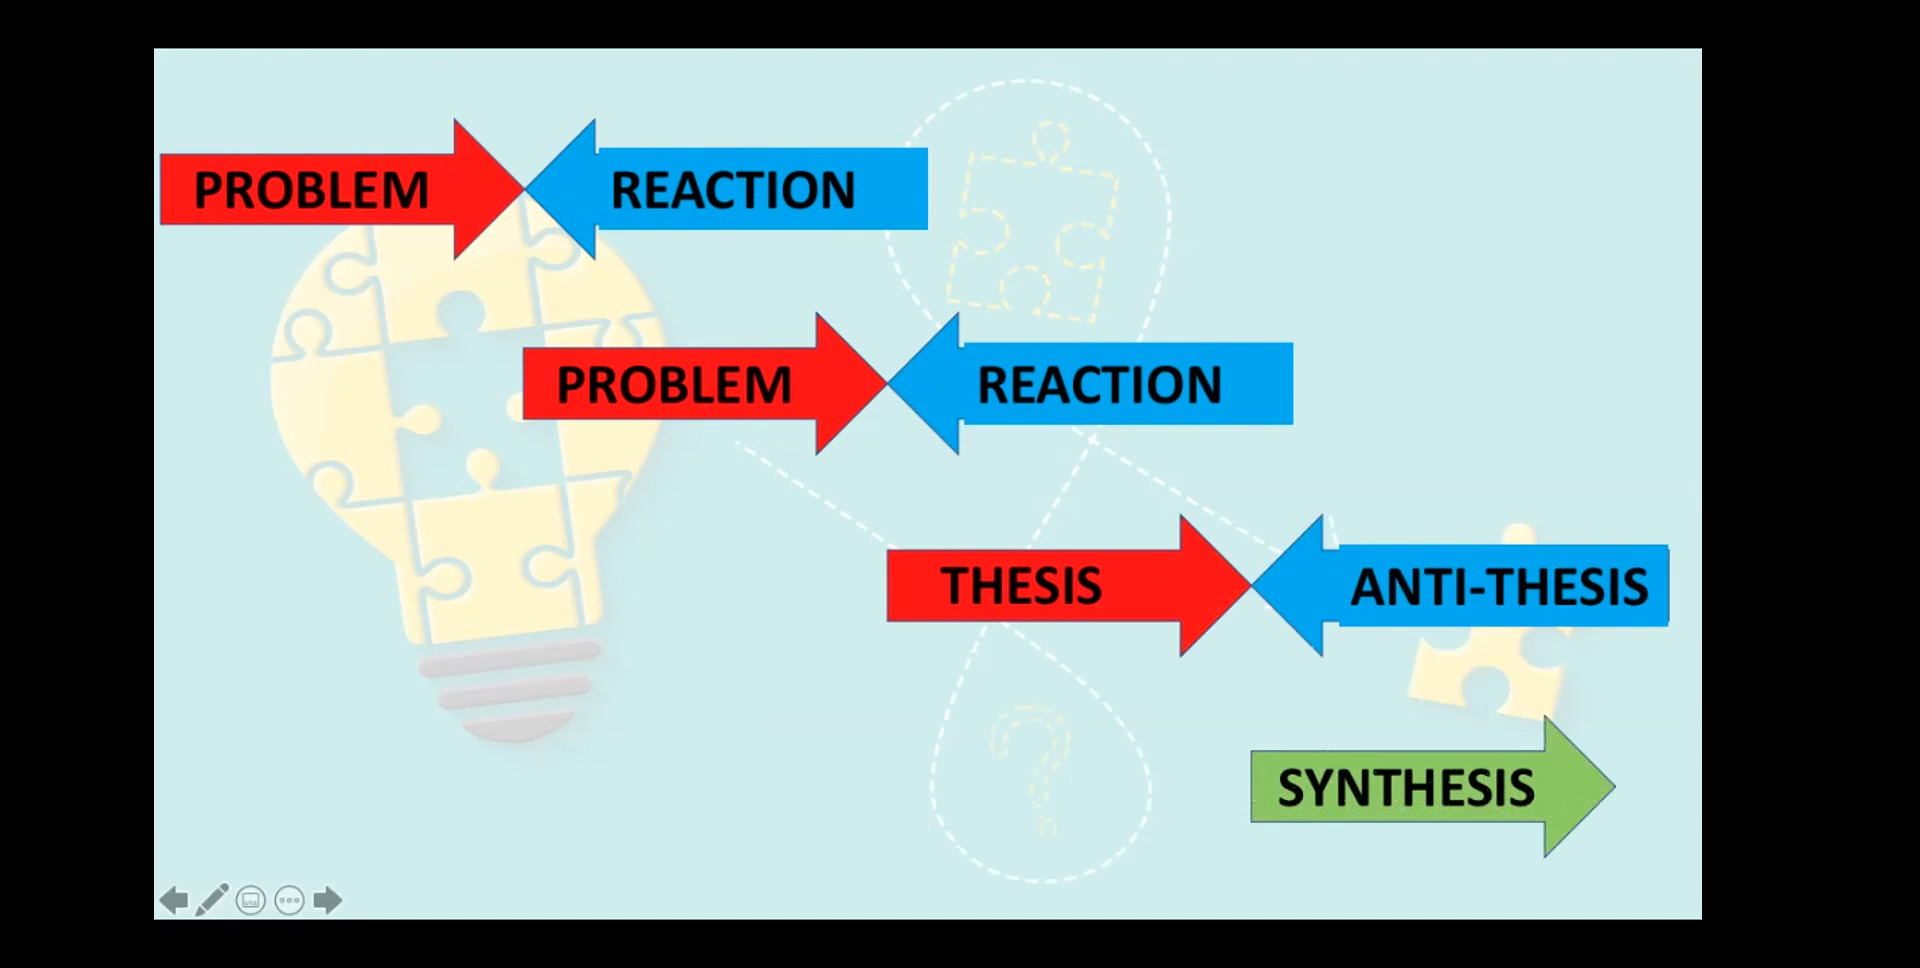 PROBLEM REACTION
PROBLEM REACTION
THESIS ANTI-THESIS
SYNTHESIS
?